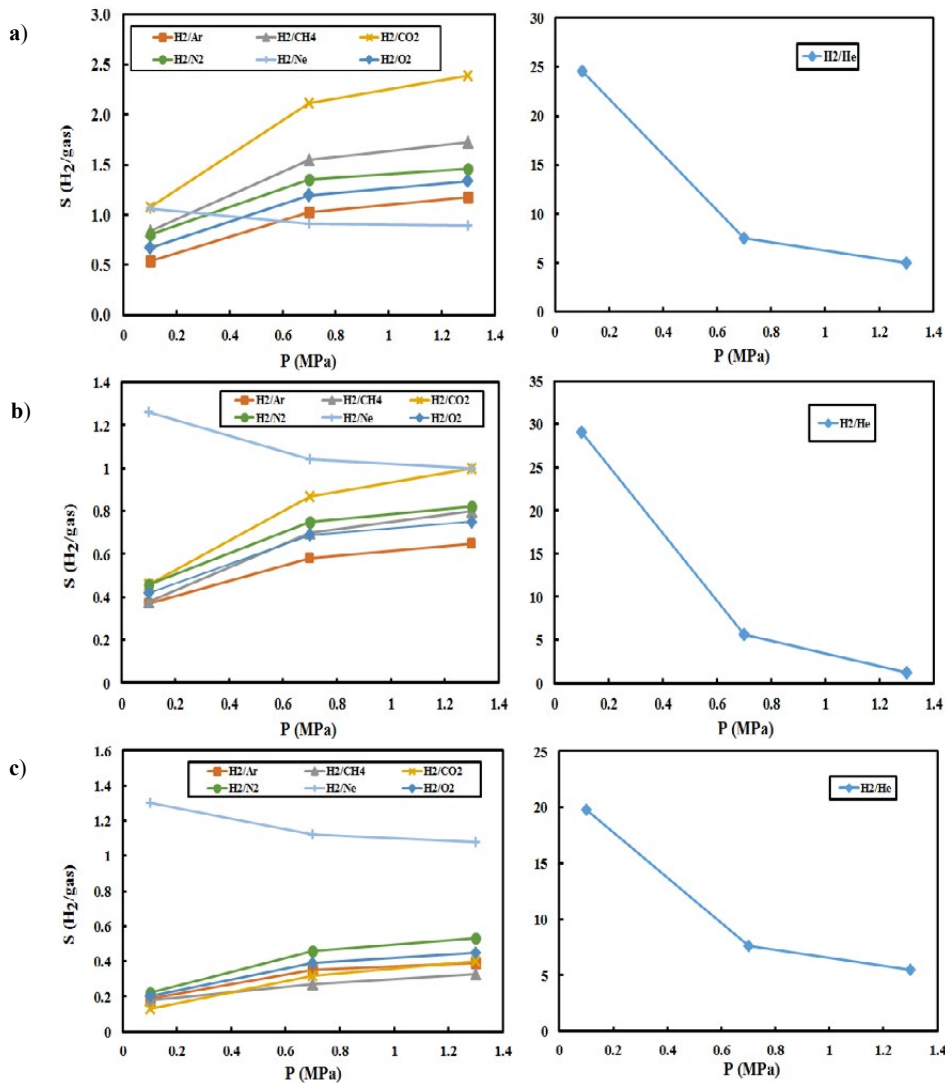 a)
H2/Ar H2/CH4 H2/CO2
H2/N2 H2/Ne H2/O2
S (H2/gas)
3.0
2.5
2.0
1.5
1.0
0.5
0.0
0 0.2 0.4 0.6 0.8 1 1.2 1.4
P (MPa)
H2/He
30
25
20
15
10
5
0
0 0.2 0.4 0.6 0.8 1 1.2 1.4
P (MPa)
b)
H2/Ar H2/CH4 H2/CO2
H2/N2 H2/Ne H2/O2
S (H2/gas)
1.4
1.2
1
0.8
0.6
0.4
0.2
0
0 0.2 0.4 0.6 0.8 1 1.2 1.4
P (MPa)
H2/He
35
30
25
20
15
10
5
0
0 0.2 0.4 0.6 0.8 1 1.2 1.4
P (MPa)
c)
H2/Ar H2/CH4 H2/CO2
H2/N2 H2/Ne H2/O2
S (H2/gas)
1.6
1.4
1.2
1
0.8
0.6
0.4
0.2
0
0 0.2 0.4 0.6 0.8 1 1.2 1.4
P (MPa)
H2/He
25
20
15
10
5
0
0 0.2 0.4 0.6 0.8 1 1.2 1.4
P (MPa)